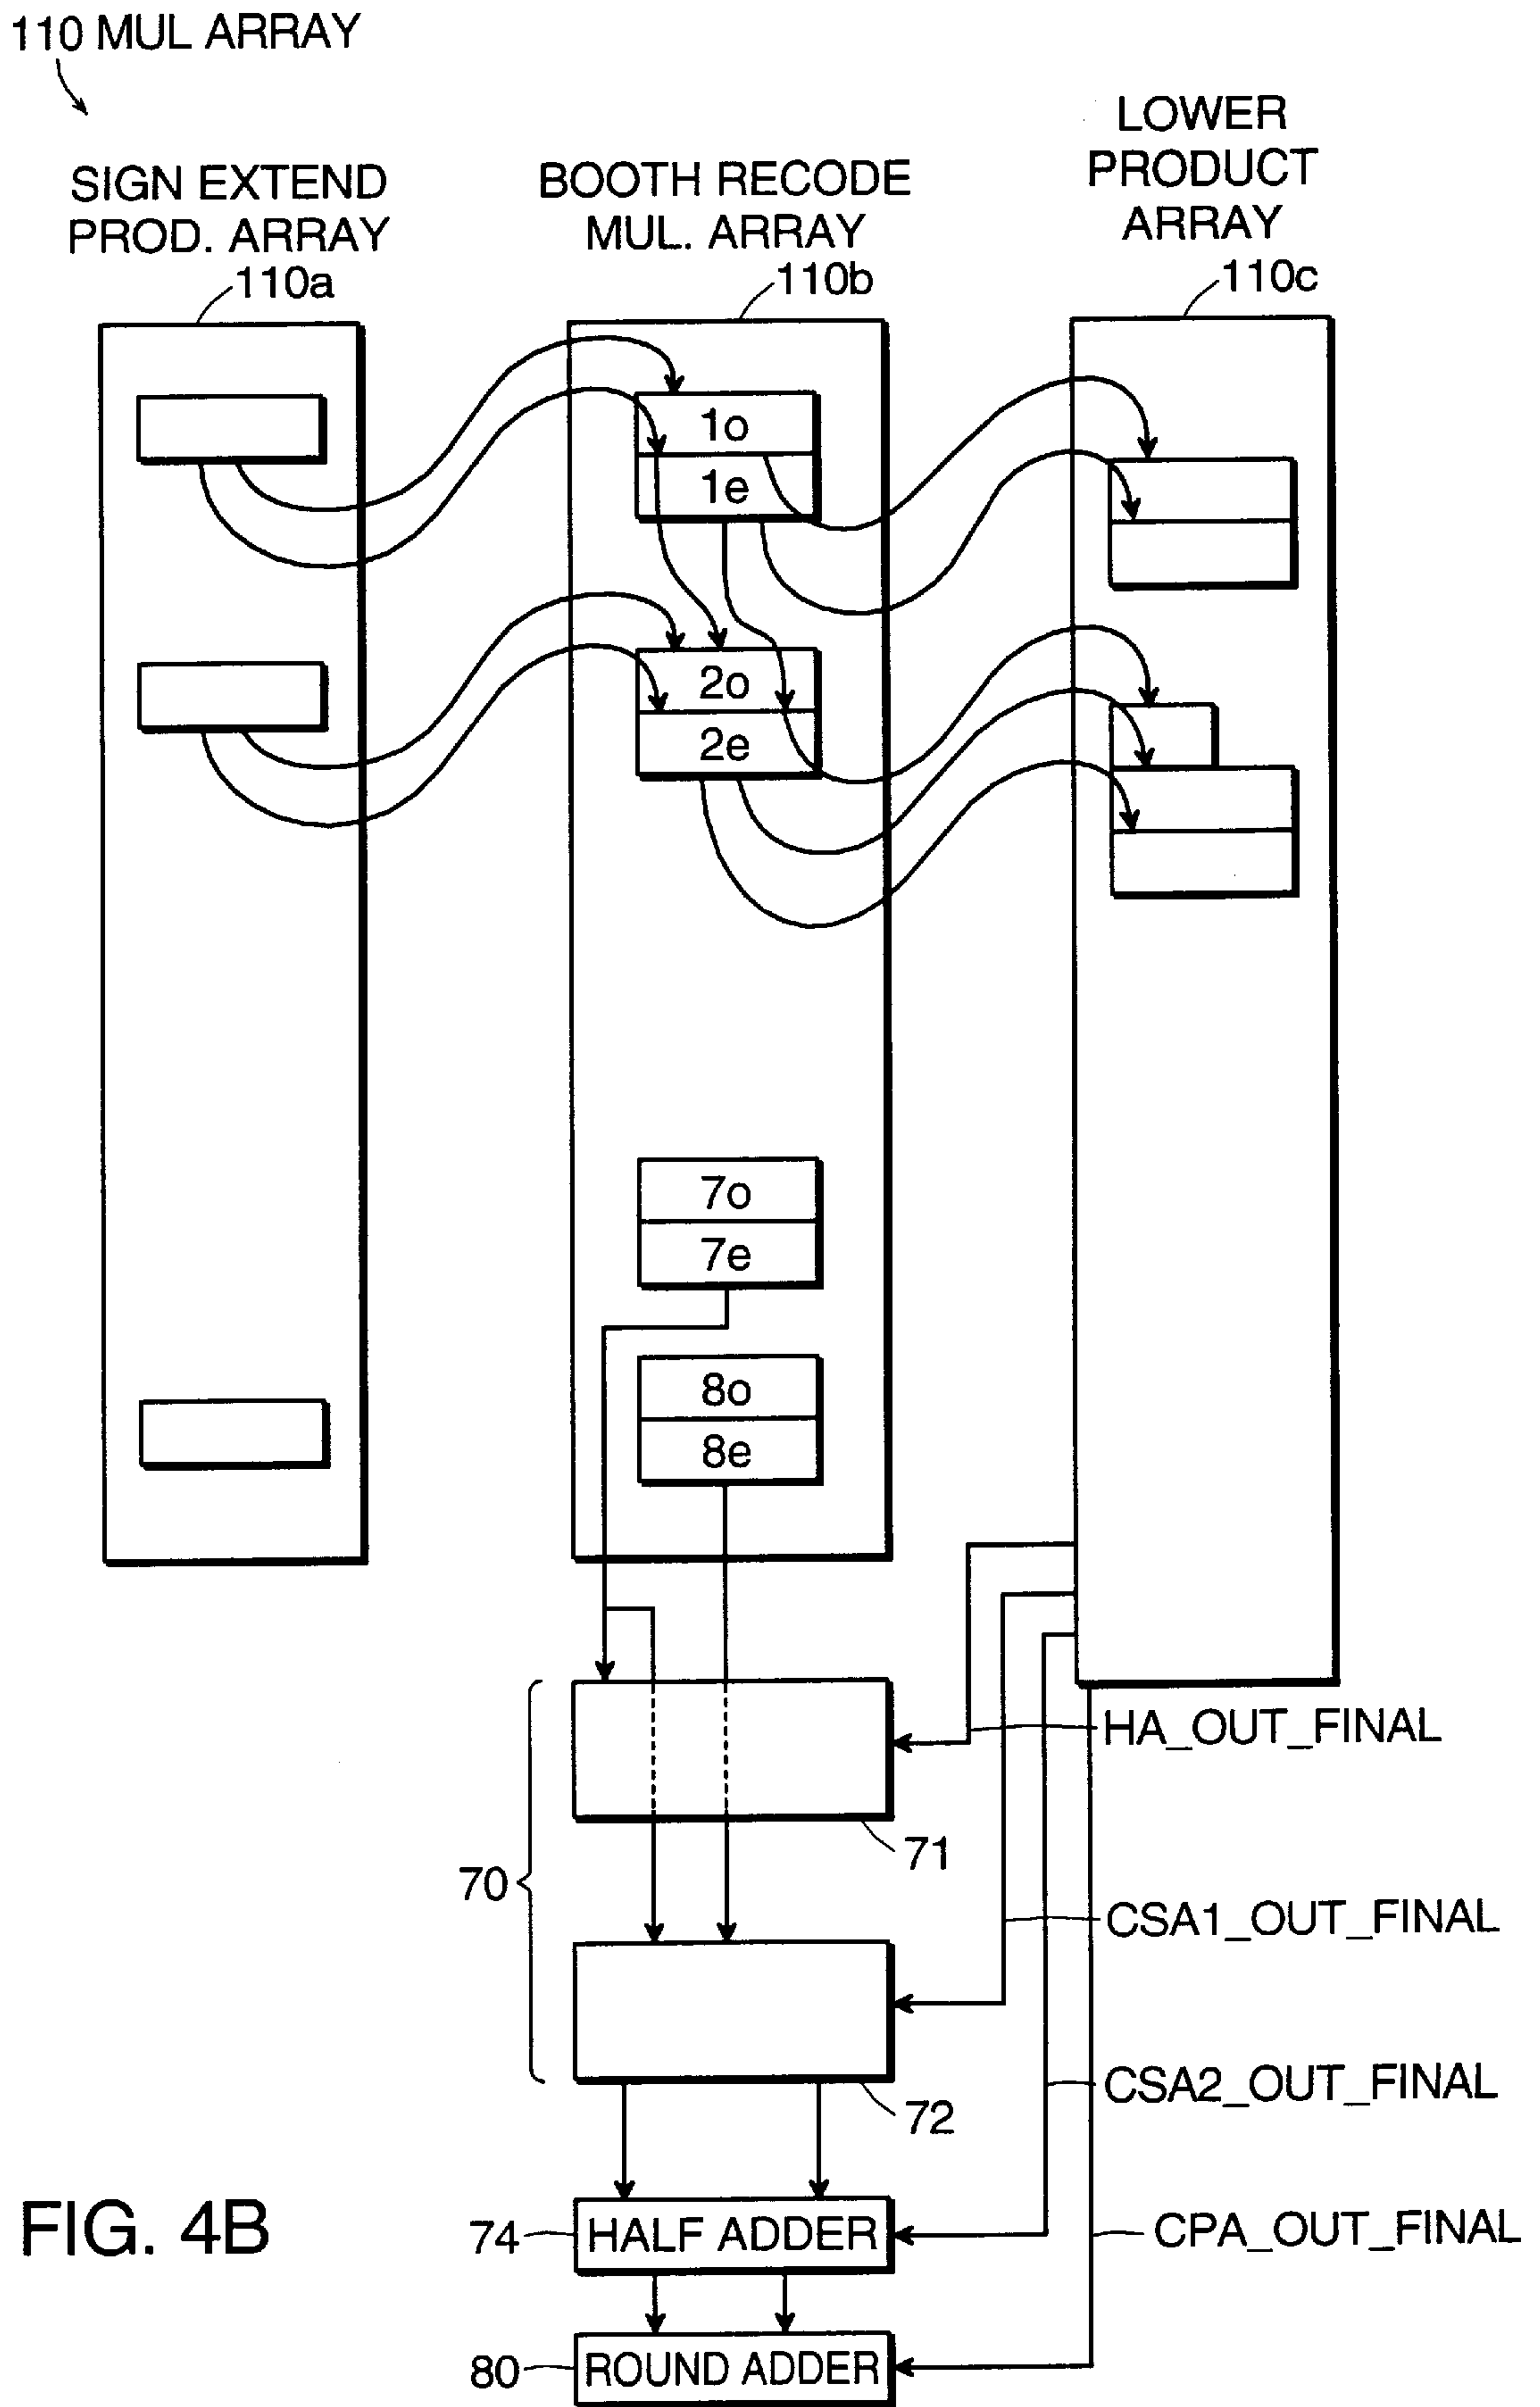 110 MUL ARRAY
SIGN EXTEND
PROD. ARRAY
110a
BOOTH RECODE
MUL. ARRAY
110b
LOWER
PRODUCT
ARRAY
110c
1o
1e
2o
2e
7o
7e
8o
8e
HA_OUT_FINAL
71
70
CSA1_OUT_FINAL
CSA2_OUT_FINAL
72
FIG. 4B
74
HALF ADDER
CPA_OUT_FINAL
80
ROUND ADDER